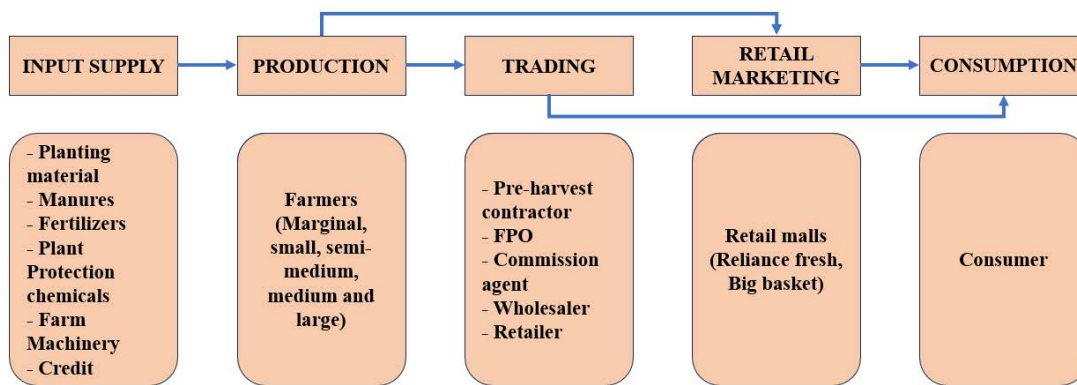 INPUT SUPPLY
PRODUCTION
TRADING
RETAIL
MARKETING
CONSUMPTION
- Planting
material
- Manures
- Fertilizers
- Plant
Protection
chemicals
- Farm
Machinery
- Credit
Farmers
(Marginal,
small, semi-
medium,
medium and
large)
- Pre-harvest
contractor
- FPO
- Commission
agent
- Wholesaler
- Retailer
Retail malls
(Reliance fresh,
Big basket)
Consumer